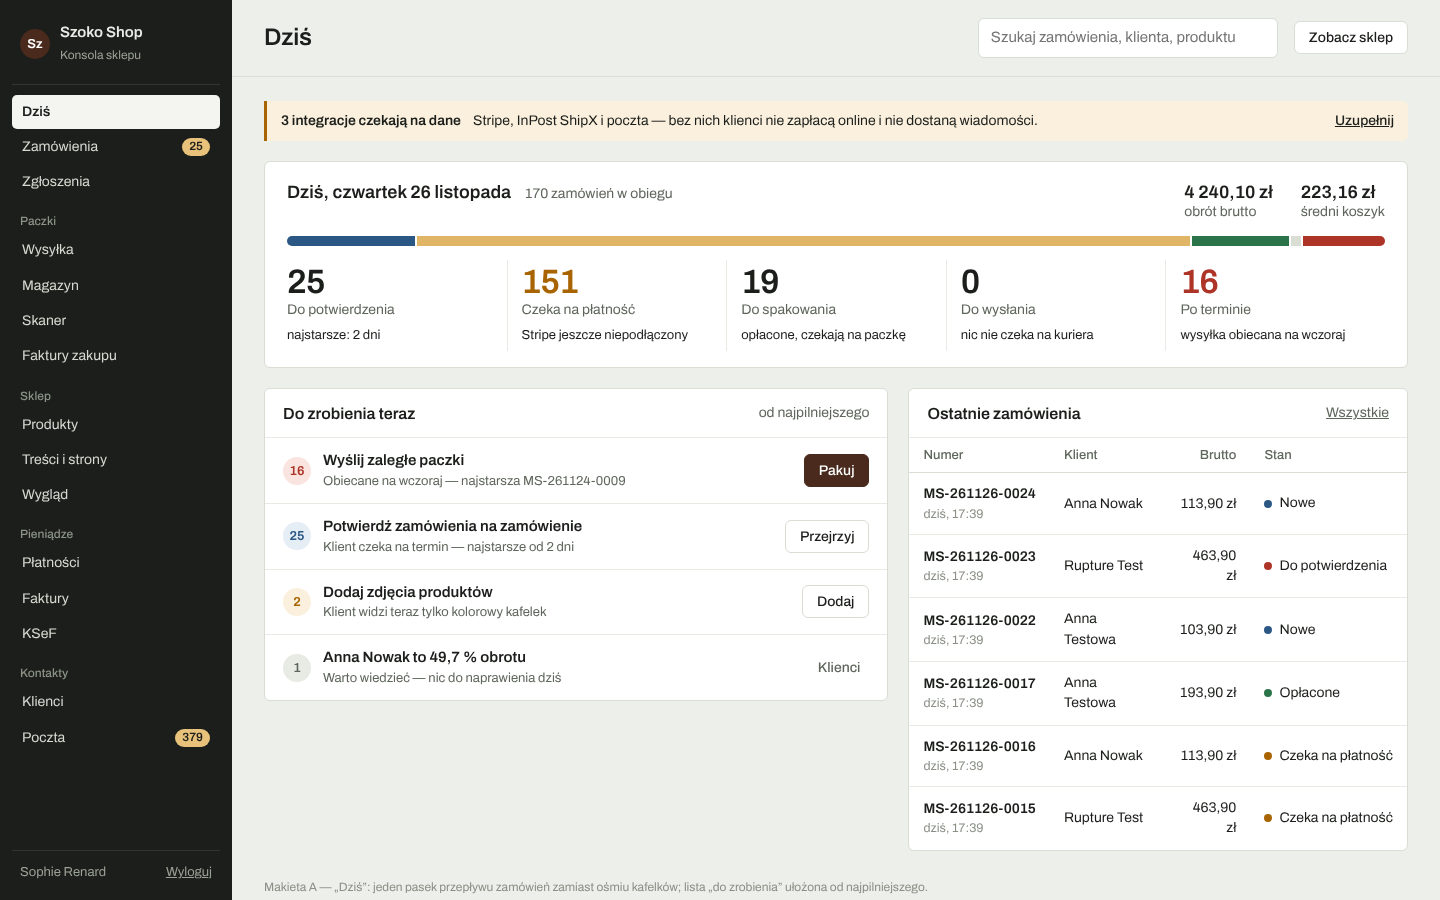 Sz
Szoko Shop
Konsola sklepu
Dziś
Zamówienia 25
Zgłoszenia
Paczki
Wysyłka
Magazyn
Skaner
Faktury zakupu
Sklep
Produkty
Treści i strony
Wygląd
Pieniądze
Płatności
Faktury
KSeF
Kontakty
Klienci
Poczta 379
Sophie Renard Wyloguj
Dziś
Szukaj zamówienia, klienta, produktu
Zobacz sklep
3 integracje czekają na dane Stripe, InPost ShipX i poczta — bez nich klienci nie zapłacą online i nie dostaną wiadomości. Uzupełnij
Dziś, czwartek 26 listopada 170 zamówień w obiegu
4 240,10 zł
obrót brutto
223,16 zł
średni koszyk
25
Do potwierdzenia
najstarsze: 2 dni
151
Czeka na płatność
Stripe jeszcze niepodłączony
19
Do spakowania
opłacone, czekają na paczkę
0
Do wysłania
nic nie czeka na kuriera
16
Po terminie
wysyłka obiecana na wczoraj
Do zrobienia teraz od najpilniejszego
16
Wyślij zaległe paczki
Obiecane na wczoraj — najstarsza MS-261124-0009
Pakuj
25
Potwierdź zamówienia na zamówienie
Klient czeka na termin — najstarsze od 2 dni
Przejrzyj
2
Dodaj zdjęcia produktów
Klient widzi teraz tylko kolorowy kafelek
Dodaj
1
Anna Nowak to 49,7 % obrotu
Warto wiedzieć — nic do naprawienia dziś
Klienci
Ostatnie zamówienia Wszystkie
Numer Klient Brutto Stan
MS-261126-0024
dziś, 17:39
Anna Nowak
113,90 zł
Nowe
MS-261126-0023
dziś, 17:39
Rupture Test
463,90
zł
Do potwierdzenia
MS-261126-0022
dziś, 17:39
Anna
Testowa
103,90 zł
Nowe
MS-261126-0017
dziś, 17:39
Anna
Testowa
193,90 zł
Opłacone
MS-261126-0016
dziś, 17:39
Anna Nowak
113,90 zł
Czeka na płatność
MS-261126-0015
dziś, 17:39
Rupture Test
463,90
zł
Czeka na płatność
Makieta A — „Dziś”: jeden pasek przepływu zamówień zamiast ośmiu kafelków; lista „do zrobienia” ułożona od najpilniejszego.